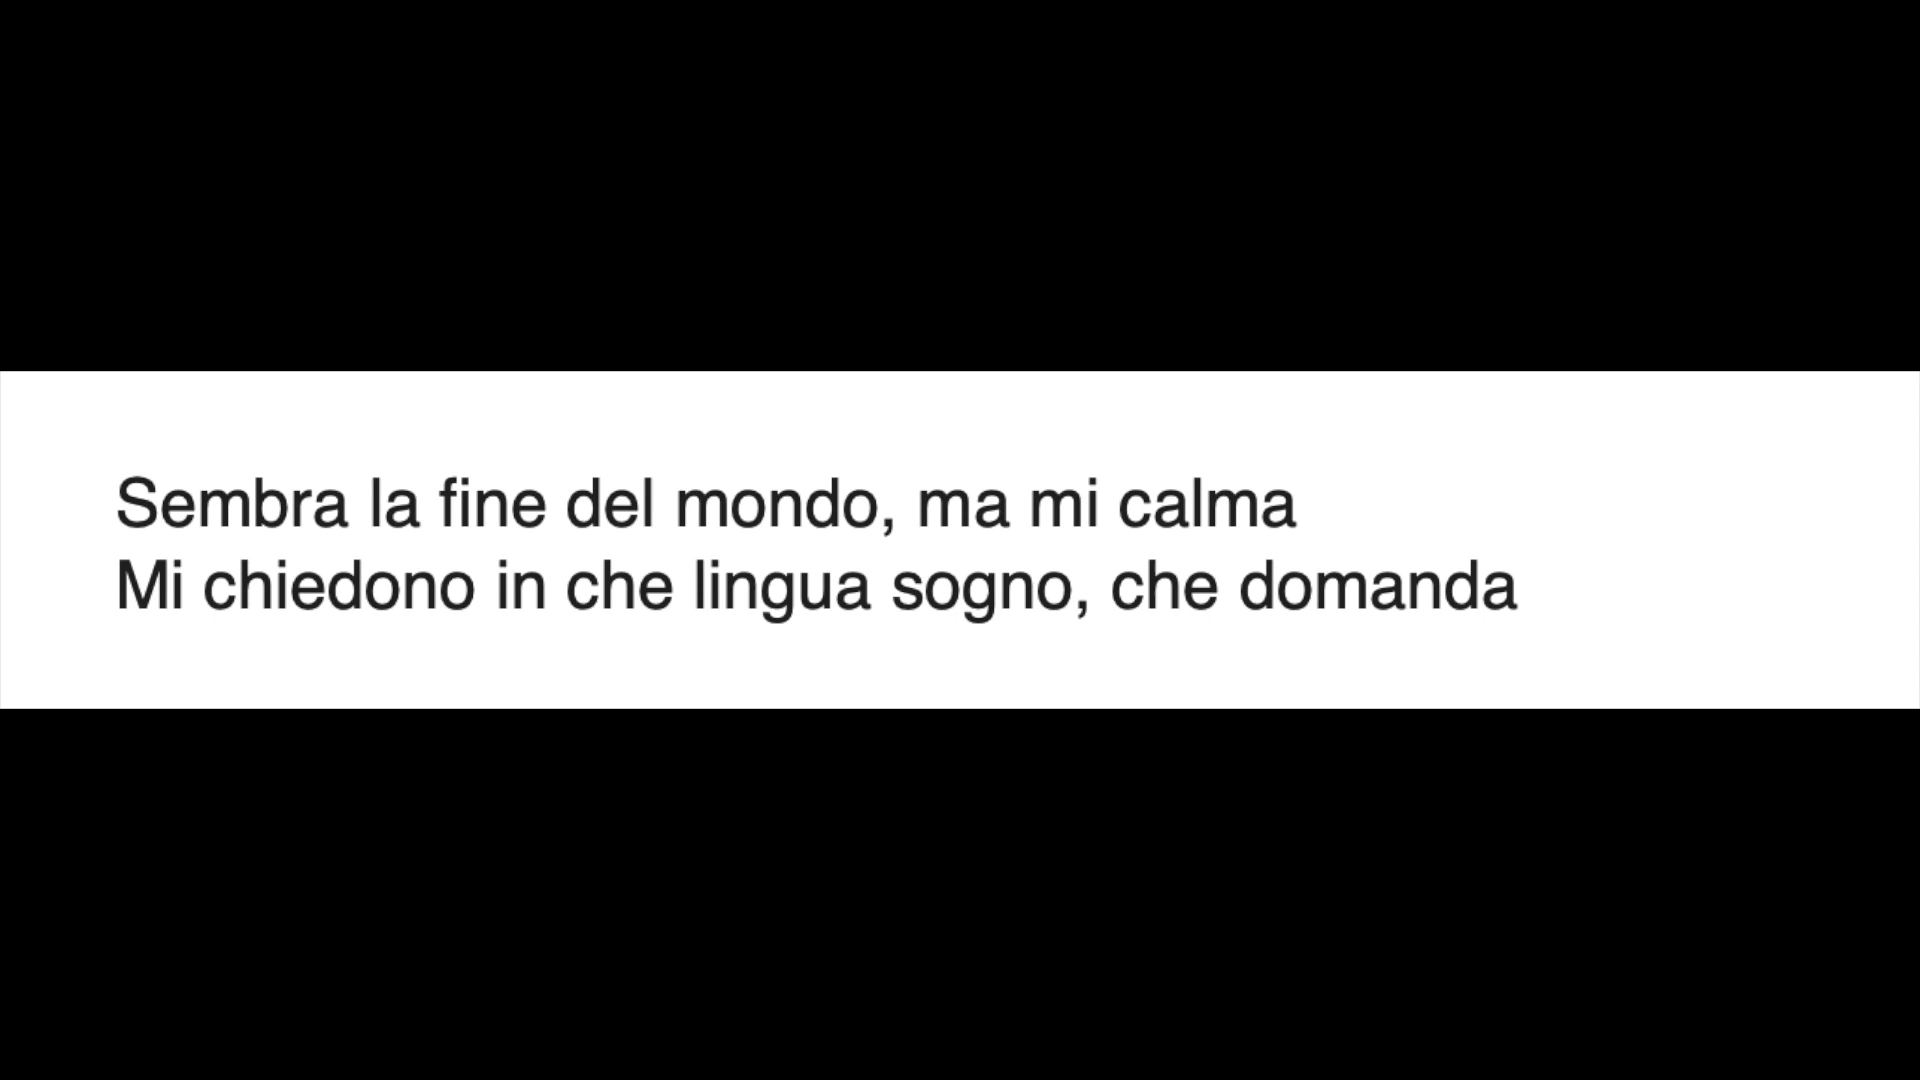 Sembra la fine del mondo, ma mi calma
Mi chiedono in che lingua sogno, che domanda